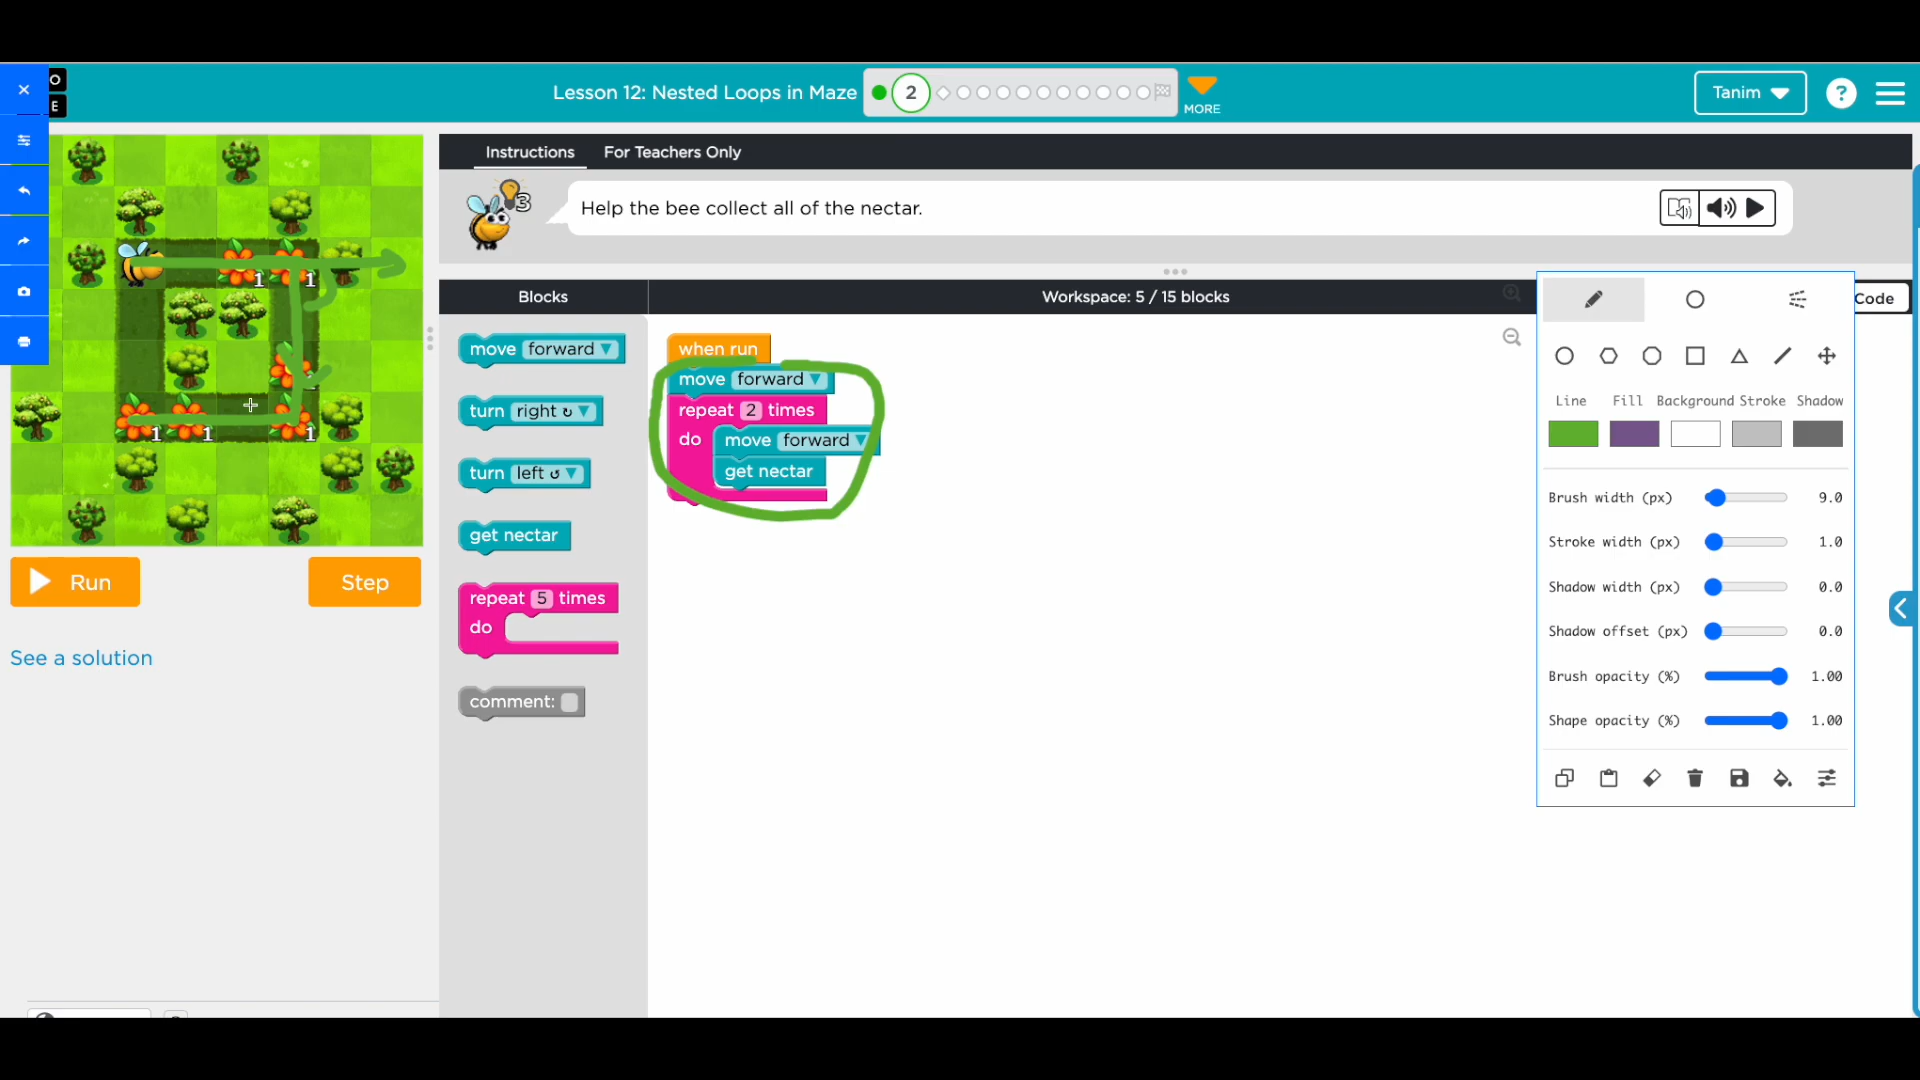 O
E
Lesson 12: Nested Loops in Maze
2
MORE
Tanim
?
Instructions
For Teachers Only
3
Help the bee collect all of the nectar.
Blocks
Workspace: 5 / 15 blocks
Code
move forward
turn right
turn left
get nectar
repeat 5 times
do
comment:
when run
move forward
repeat 2 times
do
move forward
get nectar
1
1
1
1
1
Run
Step
See a solution
Line
Fill
Background
Stroke
Shadow
Brush width (px)
9.0
Stroke width (px)
1.0
Shadow width (px)
0.0
Shadow offset (px)
0.0
Brush opacity (%)
1.00
Shape opacity (%)
1.00